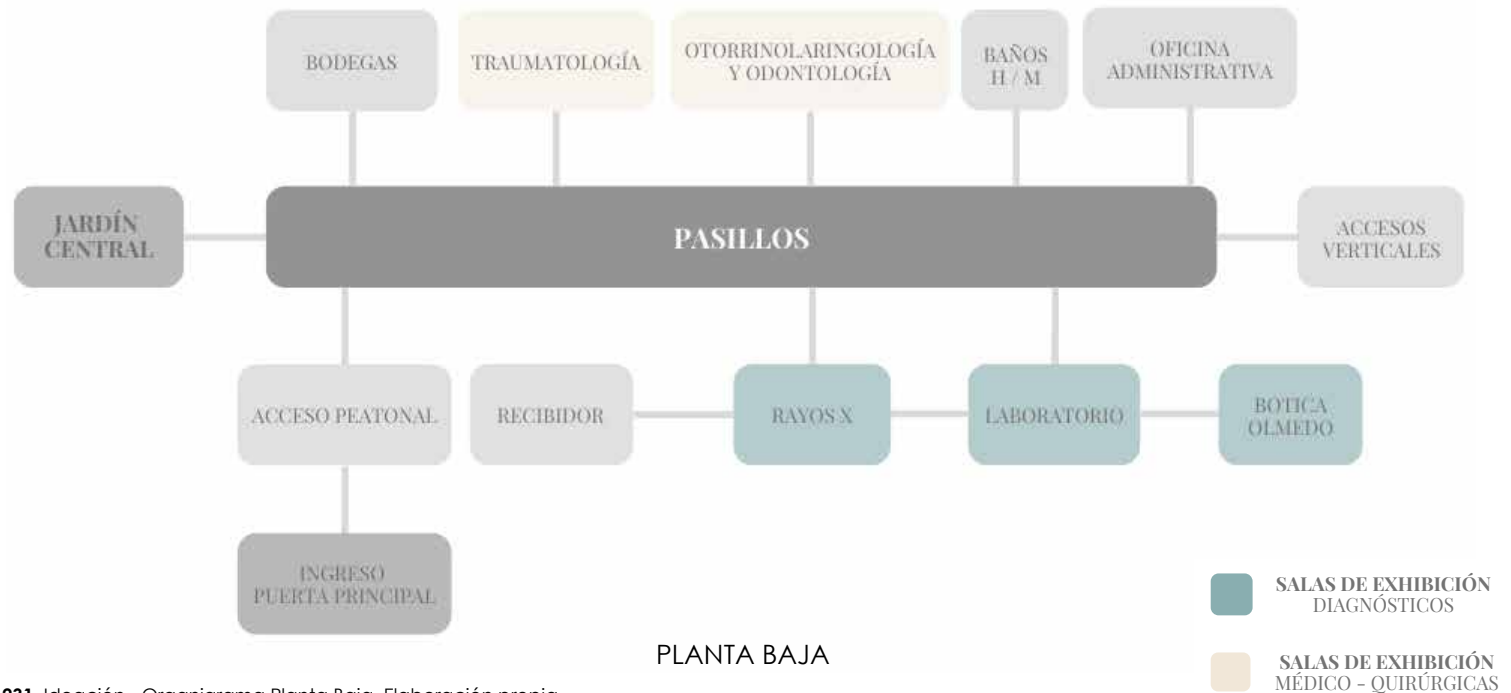 BODEGAS
TRAUMATOLOGÍA
OTORRINOLARINGOLOGÍA
Y ODONTOLOGÍA
BAÑOS
H / M
OFICINA
ADMINISTRATIVA
JARDÍN
CENTRAL
PASILLOS
ACCESOS
VERTICALES
ACCESO PEATONAL
RECIBIDOR
RAYOS X
LABORATORIO
BOTICA
OLMEDO
INGRESO
PUERTA PRINCIPAL
SALAS DE EXHIBICIÓN
DIAGNÓSTICOS
PLANTA BAJA
SALAS DE EXHIBICIÓN
MÉDICO - QUIRÚRGICAS